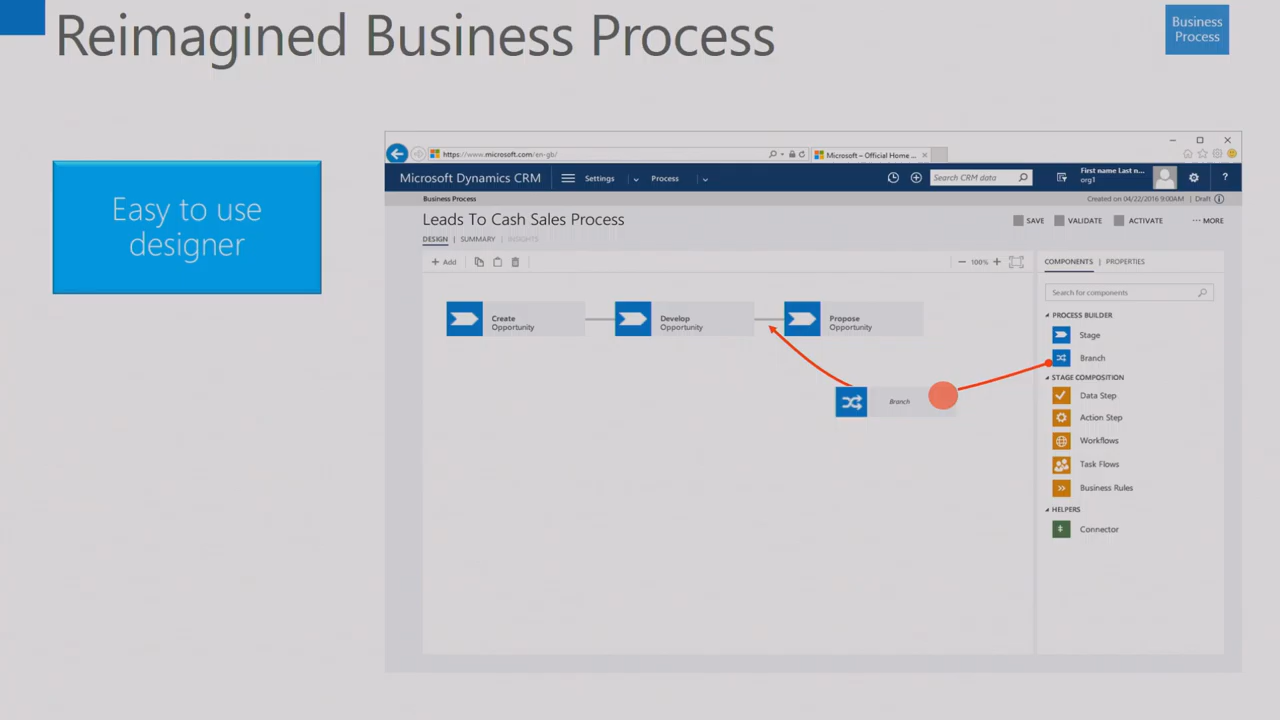 Reimagined Business Process
Business
Process
Easy to use
designer
https://www.microsoft.com/en-gb/
Microsoft – Official Home ...
Microsoft Dynamics CRM
Settings
Process
Search CRM data
First name Last n...
org1
?
Business Process
Created on 04/22/2016 9:00AM | Draft
Leads To Cash Sales Process
SAVE
VALIDATE
ACTIVATE
··· MORE
DESIGN | SUMMARY | INSIGHTS
+ Add
100%
COMPONENTS | PROPERTIES
Search for components
Create
Opportunity
Develop
Opportunity
Propose
Opportunity
Branch
PROCESS BUILDER
Stage
Branch
STAGE COMPOSITION
Data Step
Action Step
Workflows
Task Flows
Business Rules
HELPERS
Connector